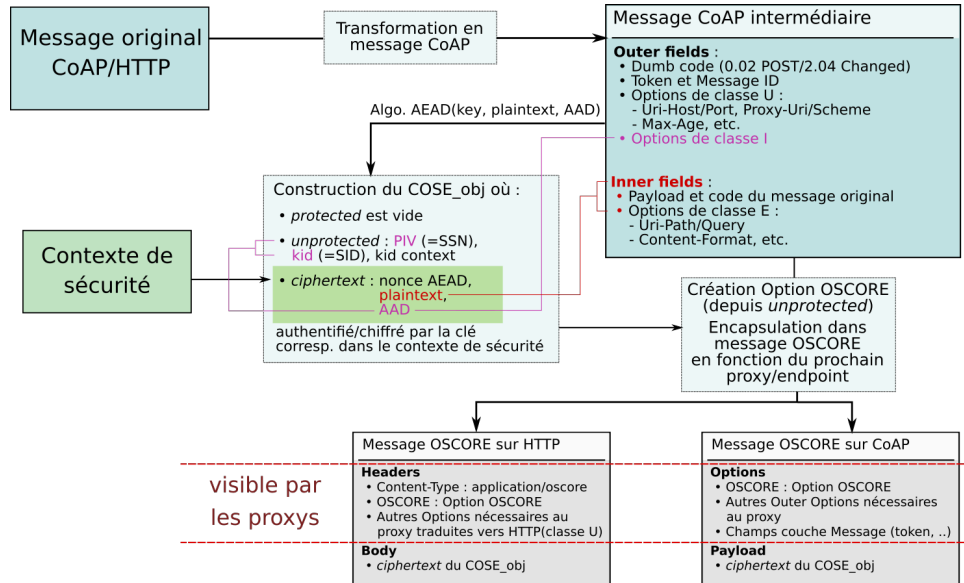 Message original
CoAP/HTTP
Transformation en
message CoAP
Message CoAP intermédiaire
Outer fields :
• Dumb code (0.02 POST/2.04 Changed)
• Token et Message ID
• Options de classe U :
- Uri-Host/Port, Proxy-Uri/Scheme
- Max-Age, etc.
• Options de classe I
Inner fields :
• Payload et code du message original
• Options de classe E :
- Uri-Path/Query
- Content-Format, etc.
Algo. AEAD(key, plaintext, AAD)
Construction du COSE_obj où :
• protected est vide
• unprotected : PIV (=SSN),
kid (=SID), kid context
• ciphertext : nonce AEAD,
plaintext,
AAD
authentifié/chiffré par la clé
corresp. dans le contexte de sécurité
Contexte de
sécurité
Création Option OSCORE
(depuis unprotected)
Encapsulation dans
message OSCORE
en fonction du prochain
proxy/endpoint
visible par
les proxys
Message OSCORE sur HTTP
Headers
• Content-Type : application/oscore
• OSCORE : Option OSCORE
• Autres Options nécessaires au
proxy traduites vers HTTP(classe U)
Body
• ciphertext du COSE_obj
Message OSCORE sur CoAP
Options
• OSCORE : Option OSCORE
• Autres Outer Options nécessaires
au proxy
• Champs couche Message (token, ..)
Payload
• ciphertext du COSE_obj